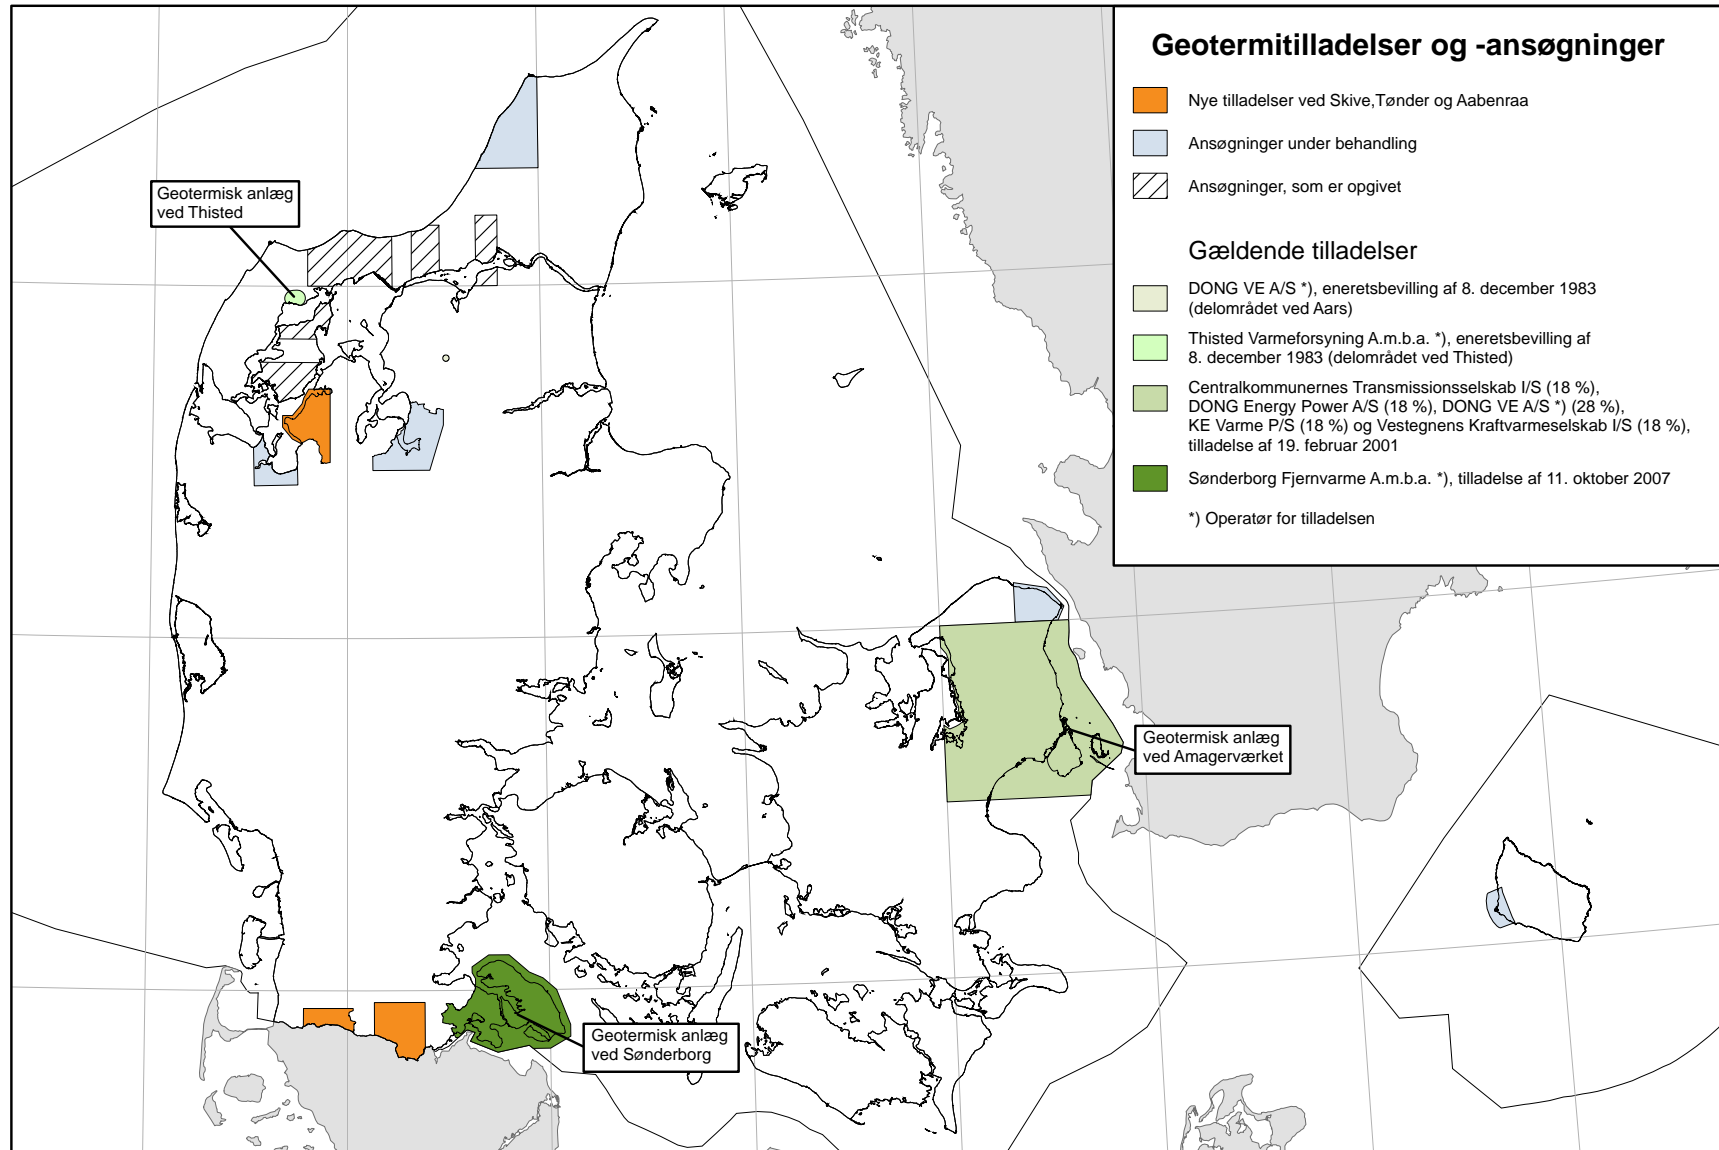 Geotermitilladelser og -ansøgninger
Nye tilladelser ved Skive,Tønder og Aabenraa
Ansøgninger under behandling
Ansøgninger, som er opgivet
Gældende tilladelser
DONG VE A/S *), eneretsbevilling af 8. december 1983
(delområdet ved Aars)
Thisted Varmeforsyning A.m.b.a. *), eneretsbevilling af
8. december 1983 (delområdet ved Thisted)
Centralkommunernes Transmissionsselskab I/S (18 %),
DONG Energy Power A/S (18 %), DONG VE A/S *) (28 %),
KE Varme P/S (18 %) og Vestegnens Kraftvarmeselskab I/S (18 %),
tilladelse af 19. februar 2001
Sønderborg Fjernvarme A.m.b.a. *), tilladelse af 11. oktober 2007
*) Operatør for tilladelsen
Geotermisk anlæg
ved Thisted
Geotermisk anlæg
ved Amagerværket
Geotermisk anlæg
ved Sønderborg